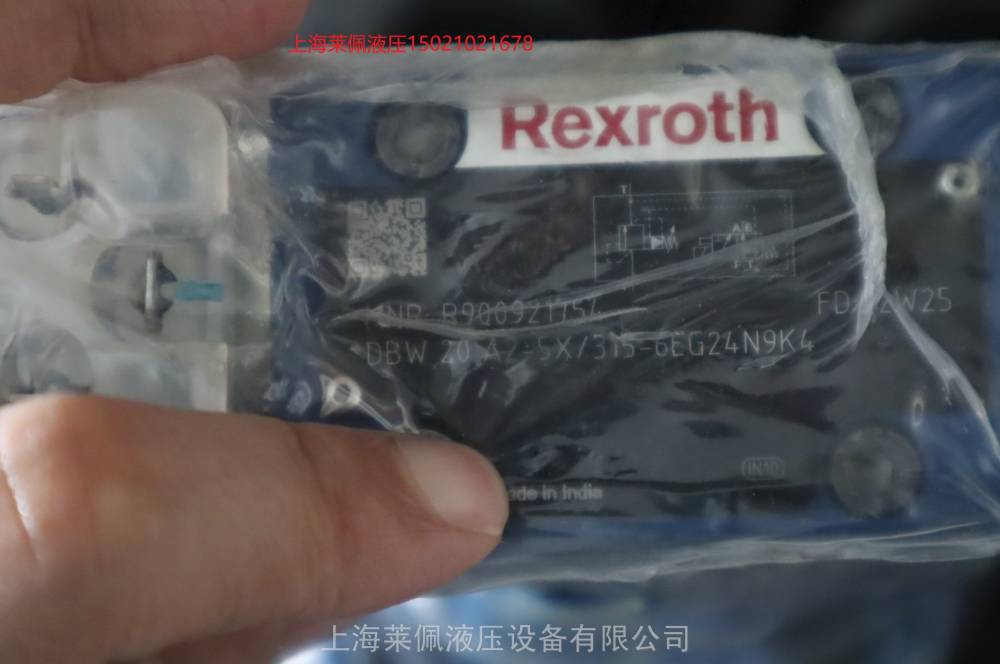 上海莱佩液压15021021678
Rexroth
MNR R900921754
DBW 20 A2-5X/315-6EG24N9K4
IN10
Made in India
上海莱佩液压设备有限公司